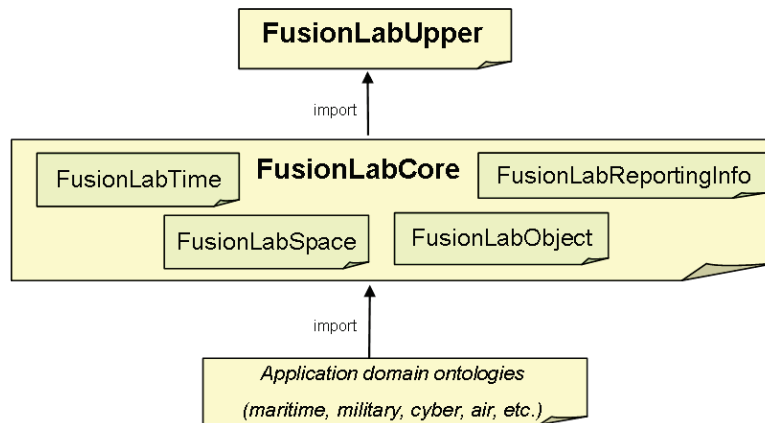 FusionLabUpper
import
FusionLabCore
FusionLabTime
FusionLabReportingInfo
FusionLabSpace
FusionLabObject
import
Application domain ontologies
(maritime, military, cyber, air, etc.)